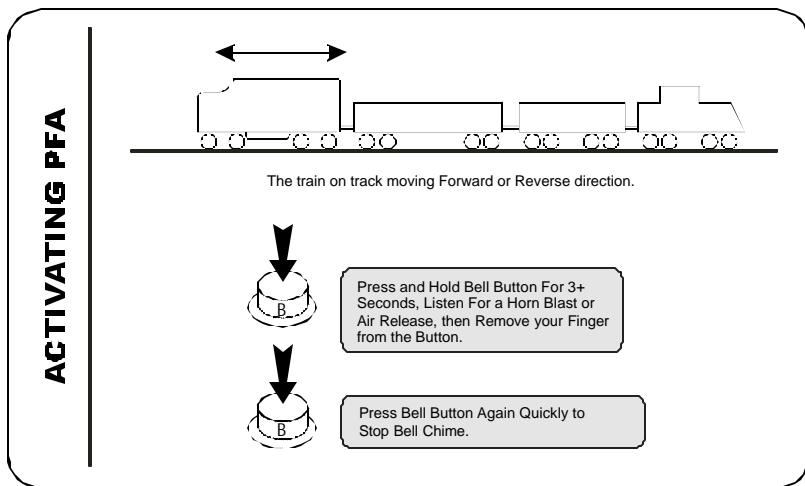 ACTIVATING PFA
The train on track moving Forward or Reverse direction.
B
Press and Hold Bell Button For 3+
Seconds, Listen For a Horn Blast or
Air Release, then Remove your Finger
from the Button.
B
Press Bell Button Again Quickly to
Stop Bell Chime.